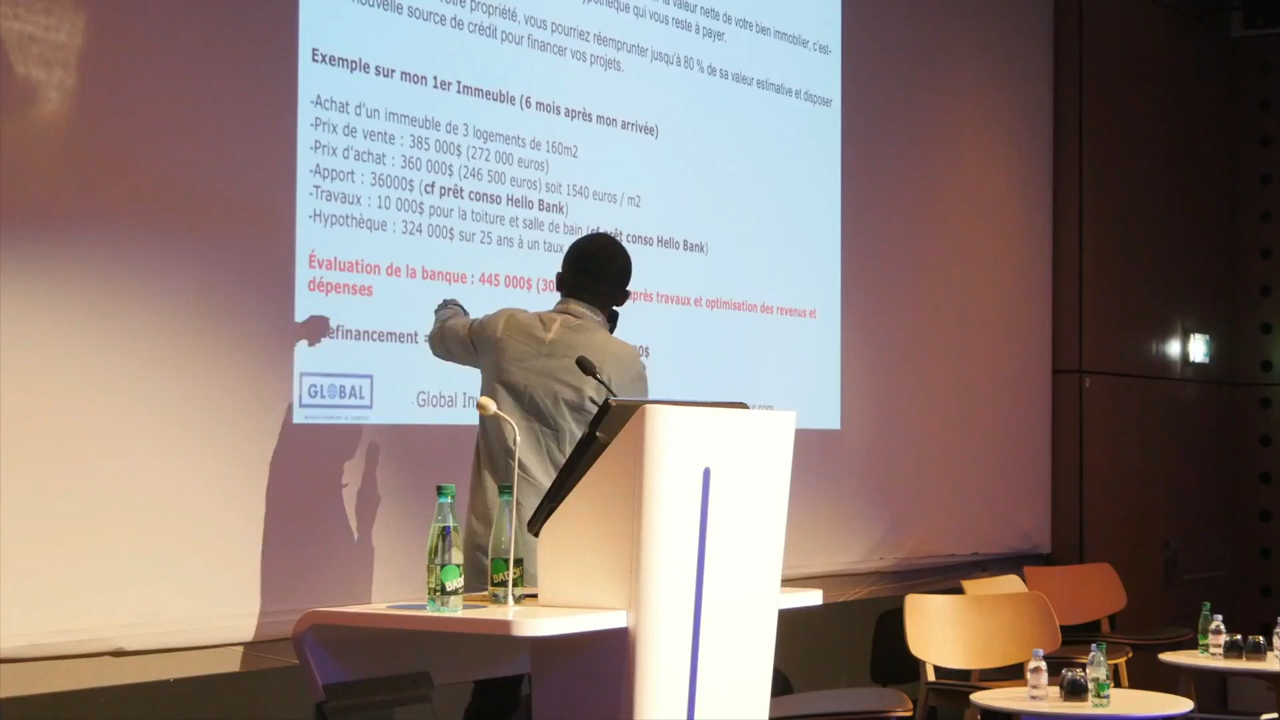 la valeur nette de votre bien immobilier, c'est-
hypothèque qui vous reste à payer.
votre propriété, vous pourriez réemprunter jusqu'à 80 % de sa valeur estimative et disposer
nouvelle source de crédit pour financer vos projets.
Exemple sur mon 1er Immeuble (6 mois après mon arrivée)
-Achat d'un immeuble de 3 logements de 160m2
-Prix de vente : 385 000$ (272 000 euros)
-Prix d'achat : 360 000$ (246 500 euros) soit 1540 euros / m2
-Apport : 36000$ (cf prêt conso Hello Bank)
-Travaux : 10 000$ pour la toiture et salle de bain (cf prêt conso Hello Bank)
-Hypothèque : 324 000$ sur 25 ans à un taux
Évaluation de la banque : 445 000$ (30 après travaux et optimisation des revenus et
dépenses
efinancement =
GLOBAL
Global
BADOIT